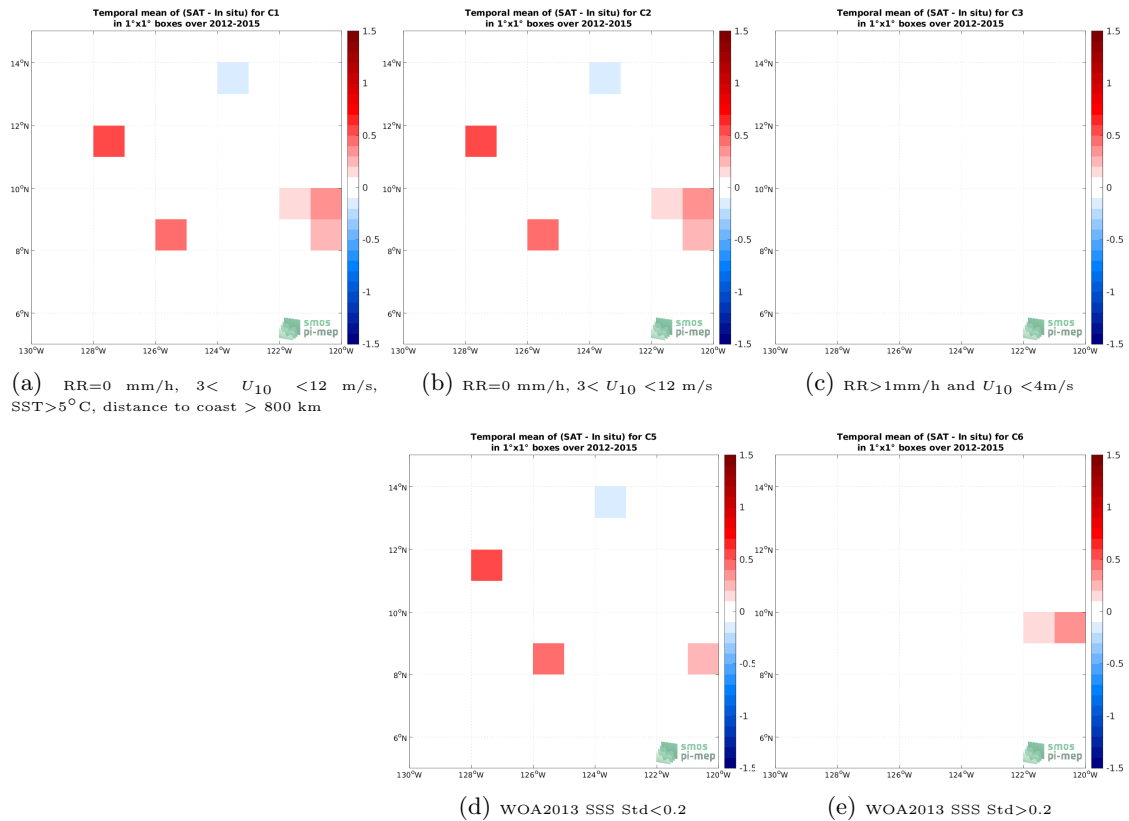 Temporal mean of (SAT - In situ) for C1
in 1°x1° boxes over 2012-2015
14°N
12°N
10°N
8°N
6°N
130°W 128°W 126°W 124°W 122°W 120°W
1.5
1
0.5
0
-0.5
-1
-1.5
smos
pi-mep
(a) RR=0 mm/h, 3< U10 <12 m/s,
SST>5°C, distance to coast > 800 km
Temporal mean of (SAT - In situ) for C2
in 1°x1° boxes over 2012-2015
14°N
12°N
10°N
8°N
6°N
130°W 128°W 126°W 124°W 122°W 120°W
1.5
1
0.5
0
-0.5
-1
-1.5
smos
pi-mep
(b) RR=0 mm/h, 3< U10 <12 m/s
Temporal mean of (SAT - In situ) for C3
in 1°x1° boxes over 2012-2015
14°N
12°N
10°N
8°N
6°N
130°W 128°W 126°W 124°W 122°W 120°W
1.5
1
0.5
0
-0.5
-1
-1.5
smos
pi-mep
(c) RR>1mm/h and U10 <4m/s
Temporal mean of (SAT - In situ) for C5
in 1°x1° boxes over 2012-2015
14°N
12°N
10°N
8°N
6°N
130°W 128°W 126°W 124°W 122°W 120°W
1.5
1
0.5
0
-0.5
-1
-1.5
smos
pi-mep
(d) WOA2013 SSS Std<0.2
Temporal mean of (SAT - In situ) for C6
in 1°x1° boxes over 2012-2015
14°N
12°N
10°N
8°N
6°N
130°W 128°W 126°W 124°W 122°W 120°W
1.5
1
0.5
0
-0.5
-1
-1.5
smos
pi-mep
(e) WOA2013 SSS Std>0.2